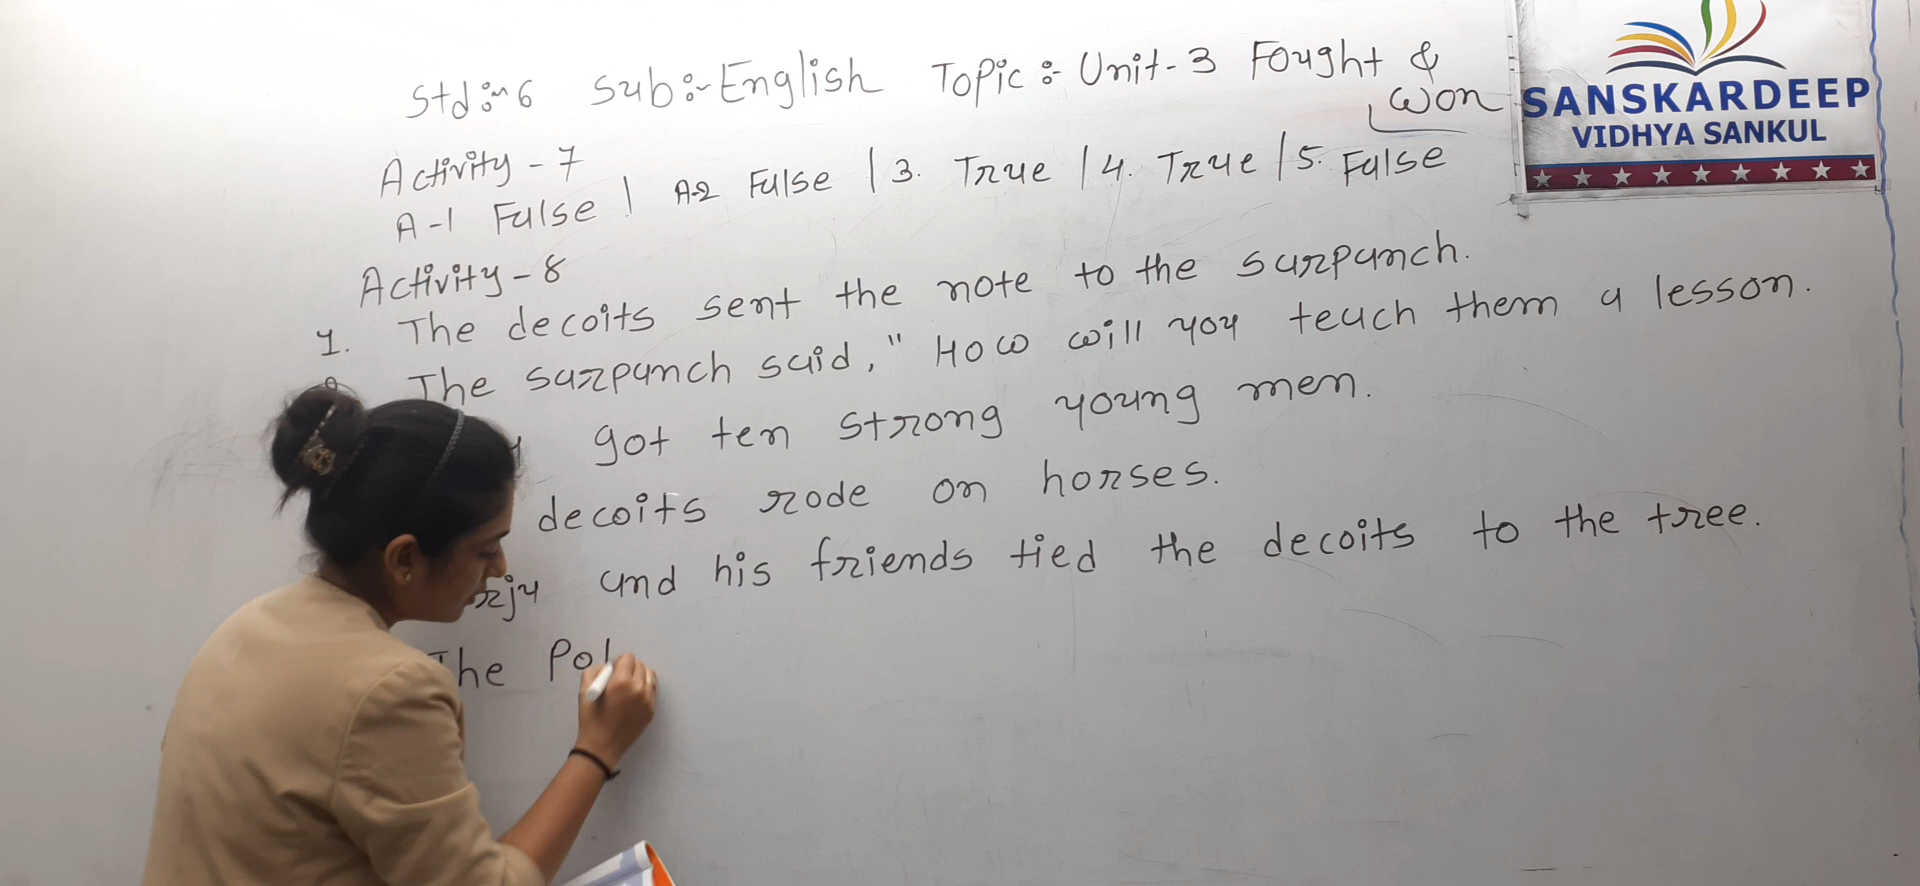 Std:- 6 Sub:- English Topic:- Unit-3 Fought & 
Won
SANSKARDEEP
VIDHYA SANKUL
Activity - 7
A-1 False | A-2 False | 3. True | 4. True | 5. False
Activity - 8
1. The decoits sent the note to the sarpanch.
The sarpanch said, " How will you teach them a lesson.
got ten strong young men.
decoits rode on horses.
and his friends tied the decoits to the tree.
The Pol